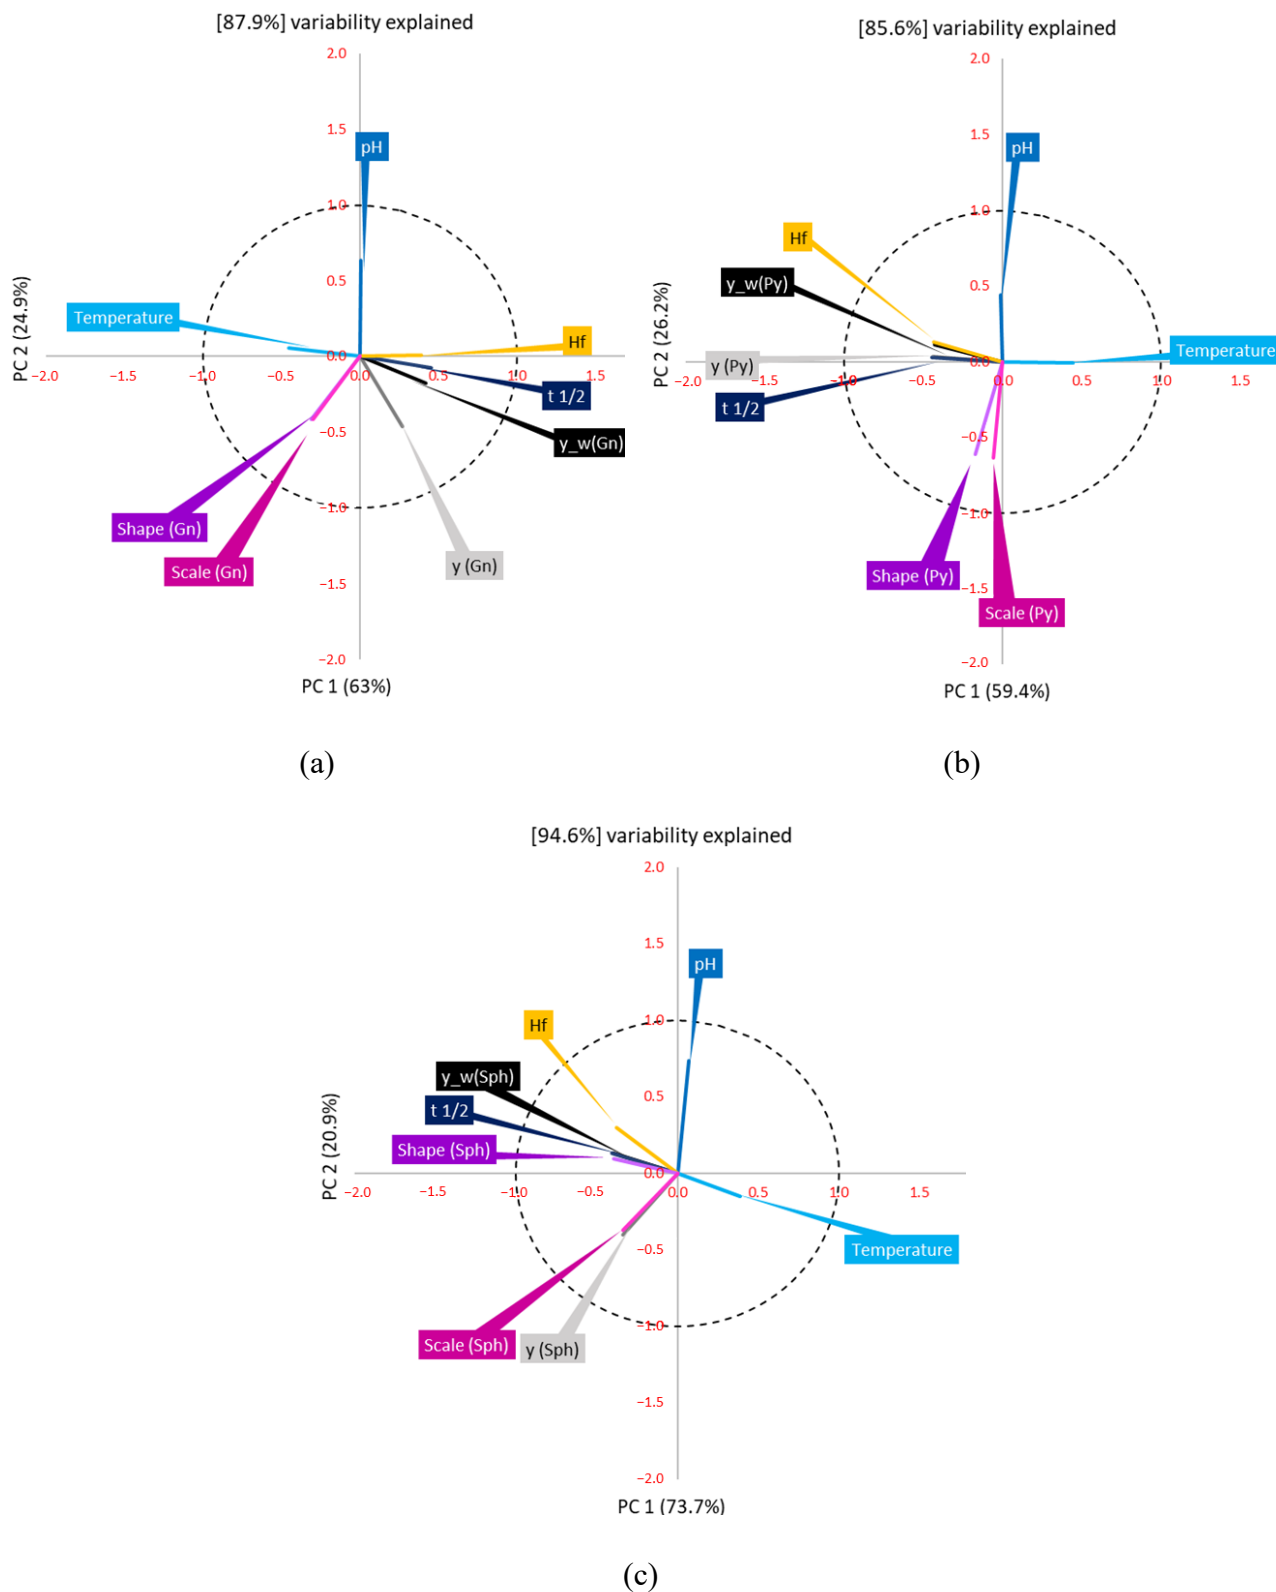 [87.9%] variability explained
2.0
1.5
pH
1.0
0.5
Temperature
Hf
0.0
−2.0
−1.5
−1.0
−0.5
0.0
0.5
1.0
1.5
t 1/2
y_w(Gn)
−0.5
Shape (Gn)
−1.0
Scale (Gn)
y (Gn)
−1.5
−2.0
PC 2 (24.9%)
PC 1 (63%)
(a)
[85.6%] variability explained
2.0
1.5
pH
1.0
Hf
y_w(Py)
0.5
Temperature
y (Py)
0.0
−2.0
−1.5
−1.0
−0.5
0.0
0.5
1.0
1.5
t 1/2
−0.5
−1.0
Shape (Py)
−1.5
Scale (Py)
−2.0
PC 2 (26.2%)
PC 1 (59.4%)
(b)
[94.6%] variability explained
2.0
1.5
pH
Hf
1.0
y_w(Sph)
t 1/2
0.5
Shape (Sph)
0.0
−2.0
−1.5
−1.0
−0.5
0.0
0.5
1.0
1.5
Temperature
−0.5
−1.0
Scale (Sph)
y (Sph)
−1.5
−2.0
PC 2 (20.9%)
PC 1 (73.7%)
(c)